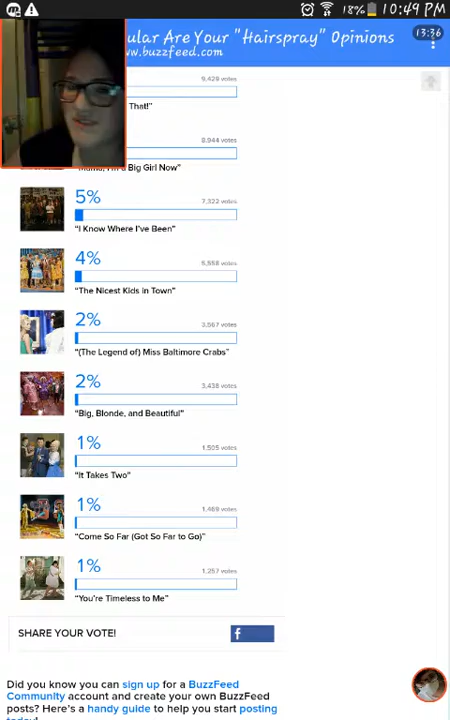 18% 10:49 PM
ular Are Your "Hairspray" Opinions
13:36
ww.buzzfeed.com
9,429 votes
That!"
8,944 votes
"Mama, I'm a Big Girl Now"
5%
7,322 votes
"I Know Where I've Been"
4%
"The Nicest Kids in Town"
2%
3,567 votes
"(The Legend of) Miss Baltimore Crabs"
2%
3,438 votes
"Big, Blonde, and Beautiful"
1%
1,505 votes
"It Takes Two"
1%
1,469 votes
"Come So Far (Got So Far to Go)"
1%
1,257 votes
"You're Timeless to Me"
SHARE YOUR VOTE!
f
Did you know you can sign up for a BuzzFeed
Community account and create your own BuzzFeed
posts? Here's a handy guide to help you start posting
today!